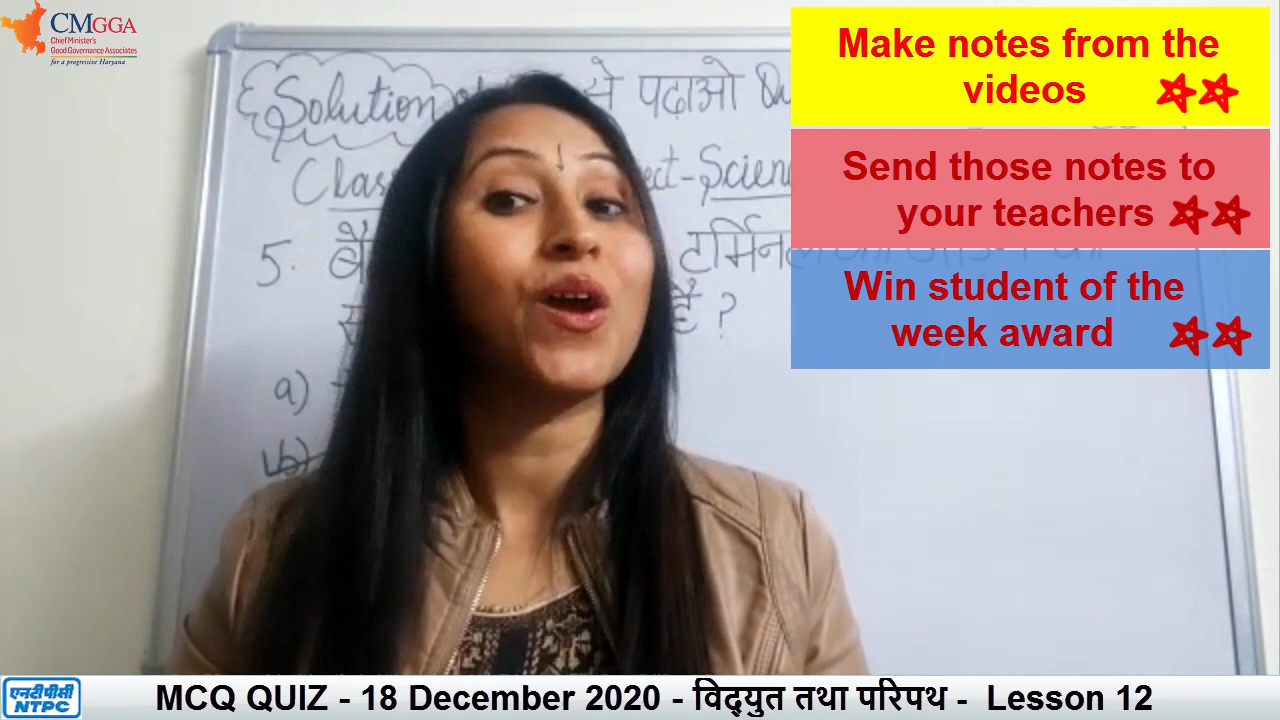 CMGGA
Chief Minister's
Good Governance Associates
for a progressive Haryana
Make notes from the
videos
Send those notes to
your teachers
Win student of the
week award
Solution से पढाओ
Class
5.
टर्मिनल
हैं ?
a)
b)
एनटीपीसी
NTPC
MCQ QUIZ - 18 December 2020 - विद्युत तथा परिपथ - Lesson 12